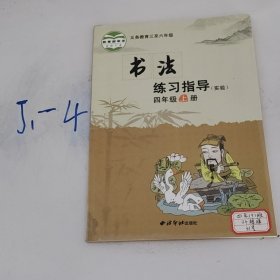 义务教育三至六年级
书法
练习指导(实验)
四年级上册
西泠印社出版社
J1-4